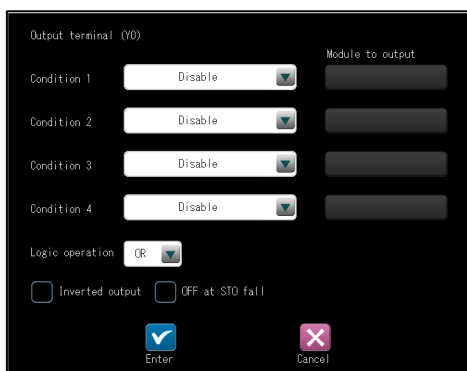 Output terminal (Y0)
Module to output
Condition 1 Disable
Condition 2 Disable
Condition 3 Disable
Condition 4 Disable
Logic operation OR
Inverted output OFF at STO fall
Enter Cancel